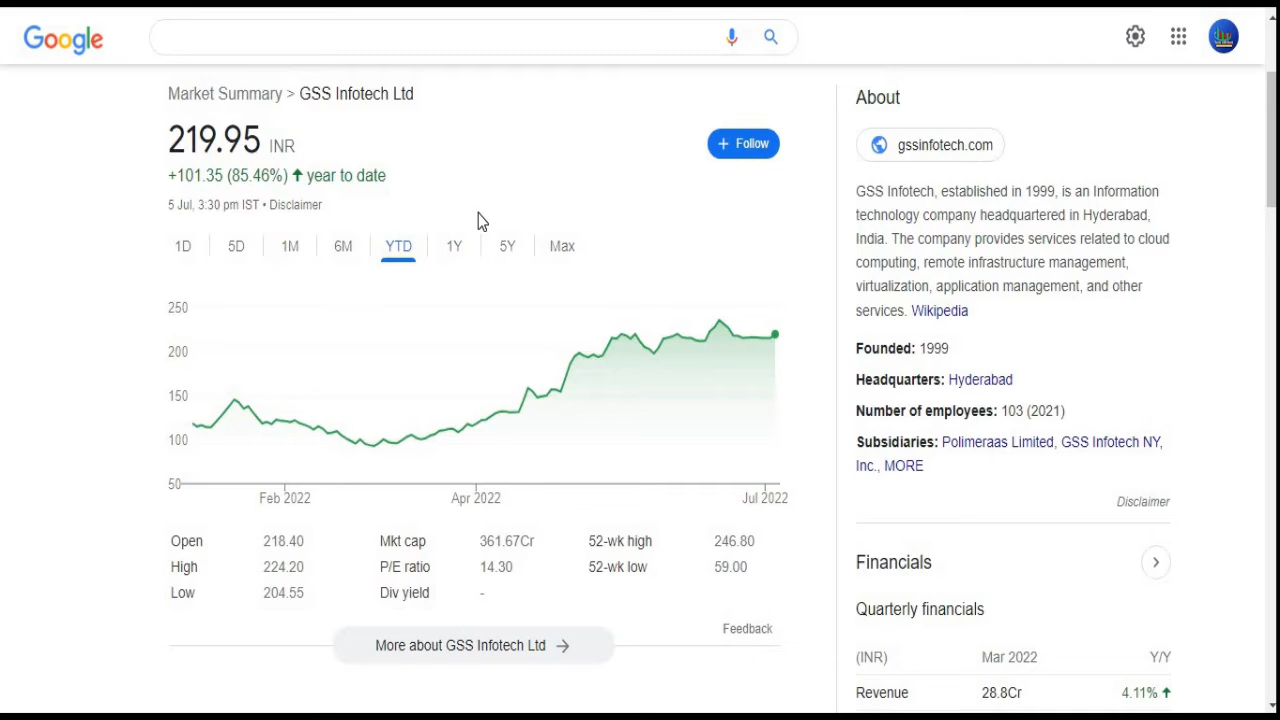 Google
Market Summary > GSS Infotech Ltd
219.95 INR
+ Follow
+101.35 (85.46%) ↑ year to date
5 Jul, 3:30 pm IST • Disclaimer
1D 5D 1M 6M YTD 1Y 5Y Max
250
200
150
100
50
Feb 2022 Apr 2022 Jul 2022
Open 218.40 Mkt cap 361.67Cr 52-wk high 246.80
High 224.20 P/E ratio 14.30 52-wk low 59.00
Low 204.55 Div yield -
Feedback
More about GSS Infotech Ltd →
About
gssinfotech.com
GSS Infotech, established in 1999, is an Information
technology company headquartered in Hyderabad,
India. The company provides services related to cloud
computing, remote infrastructure management,
virtualization, application management, and other
services. Wikipedia
Founded: 1999
Headquarters: Hyderabad
Number of employees: 103 (2021)
Subsidiaries: Polimeraas Limited, GSS Infotech NY,
Inc., MORE
Disclaimer
Financials
Quarterly financials
(INR) Mar 2022 Y/Y
Revenue 28.8Cr 4.11% ↑